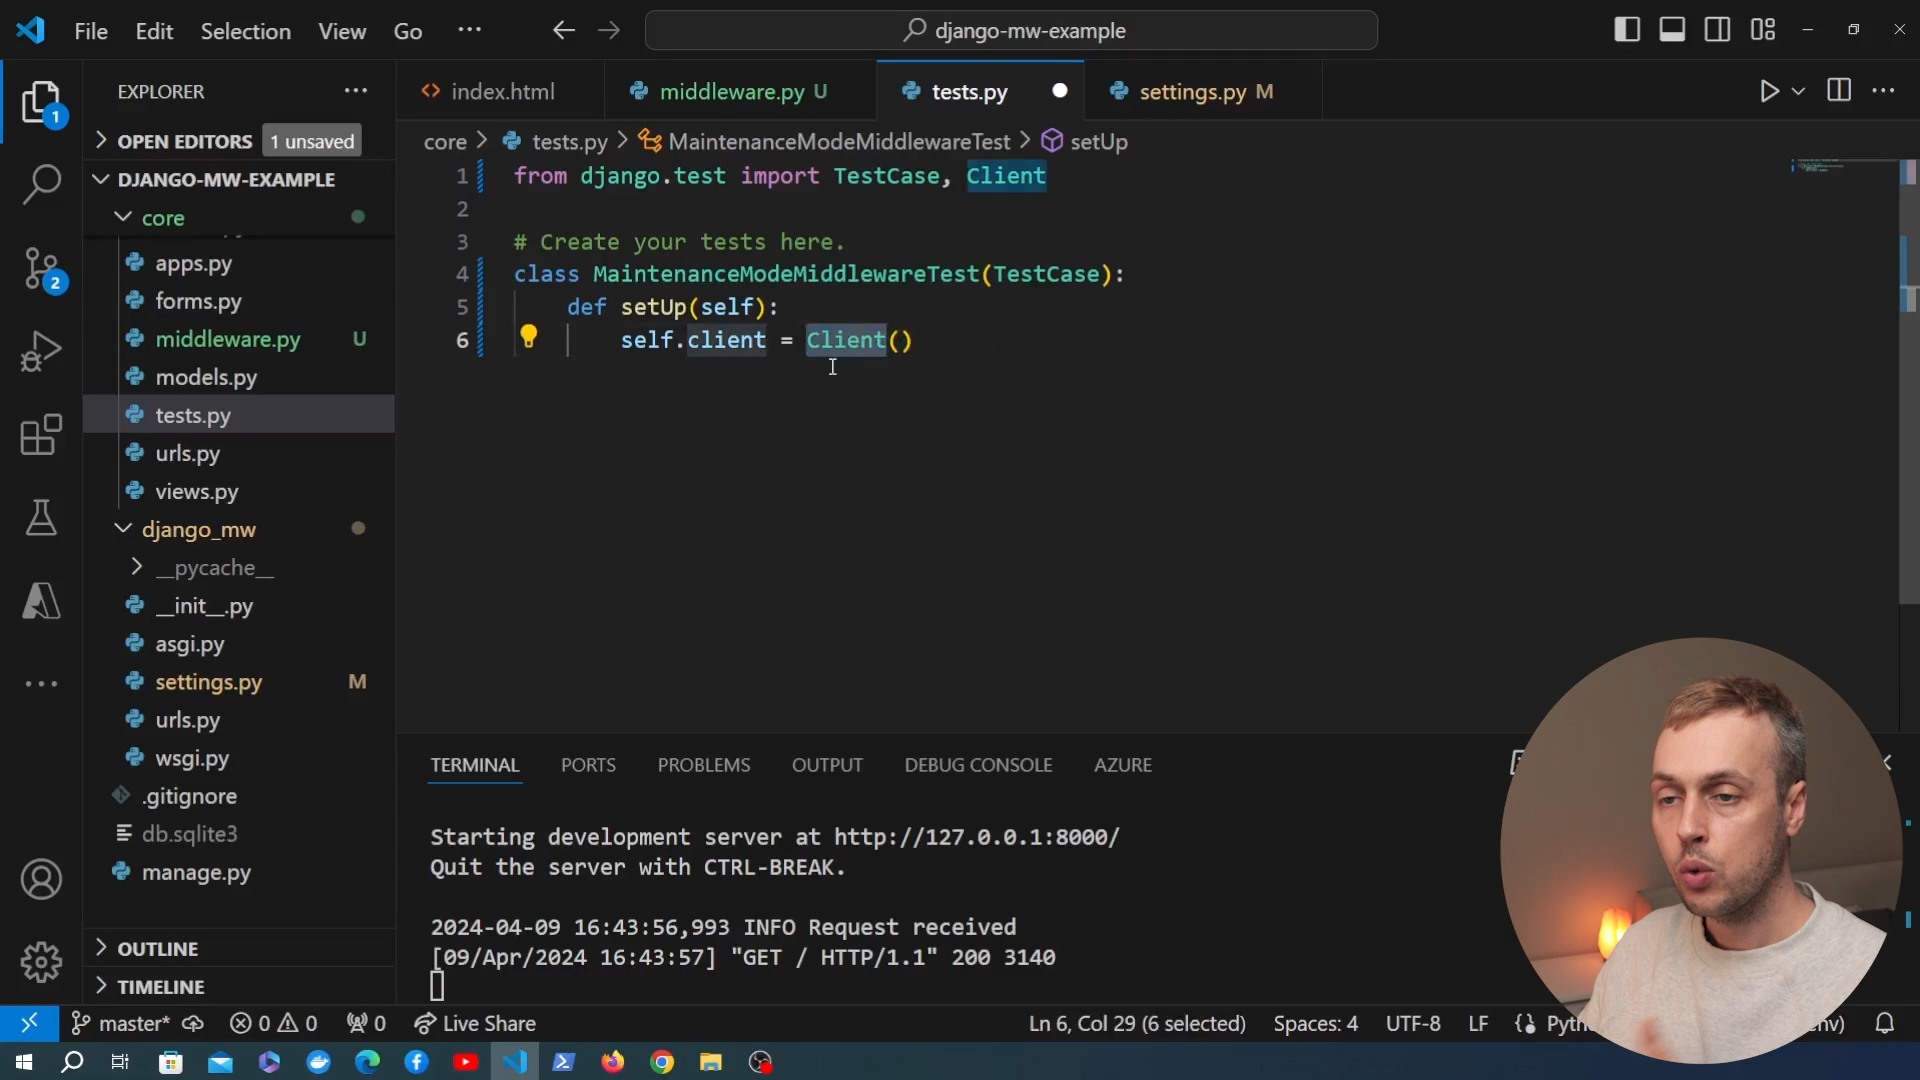 File Edit Selection View Go ···
django-mw-example
EXPLORER
1
OPEN EDITORS 1 unsaved
DJANGO-MW-EXAMPLE
core
apps.py
forms.py
middleware.py U
models.py
tests.py
urls.py
views.py
django_mw
__pycache__
__init__.py
asgi.py
settings.py M
urls.py
wsgi.py
.gitignore
db.sqlite3
manage.py
OUTLINE
TIMELINE
2
index.html
middleware.py U
tests.py
settings.py M
core > tests.py > MaintenanceModeMiddlewareTest > setUp
1 from django.test import TestCase, Client
2
3 # Create your tests here.
4 class MaintenanceModeMiddlewareTest(TestCase):
5 def setUp(self):
6 self.client = Client()
TERMINAL PORTS PROBLEMS OUTPUT DEBUG CONSOLE AZURE
Starting development server at http://127.0.0.1:8000/
Quit the server with CTRL-BREAK.
2024-04-09 16:43:56,993 INFO Request received
[09/Apr/2024 16:43:57] "GET / HTTP/1.1" 200 3140
master* 0 0 0 Live Share
Ln 6, Col 29 (6 selected) Spaces: 4 UTF-8 LF